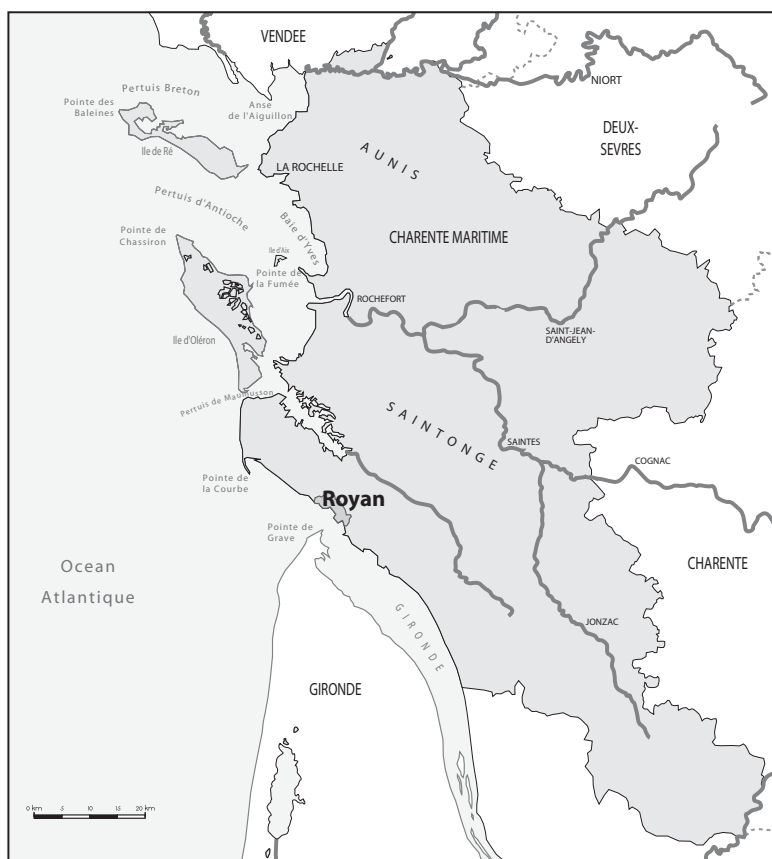 VENDEE
NIORT
Pertuis Breton
Pointe des
Baleines
Anse
de l'Aiguillon
DEUX-
SEVRES
Ile de Ré
AUNIS
LA ROCHELLE
Pertuis d'Antioche
Baie d'Yves
Pointe de
Chassiron
CHARENTE MARITIME
Ile d'Aix
Pointe de
la Fumée
ROCHEFORT
SAINT-JEAN-
D'ANGELY
Ile d'Oléron
Pertuis de Maumusson
SAINTONGE
SAINTES
COGNAC
Pointe de
la Courbe
Royan
Pointe de
Grave
Ocean
Atlantique
CHARENTE
GIRONDE
JONZAC
GIRONDE
0 km 5 10 15 20 km